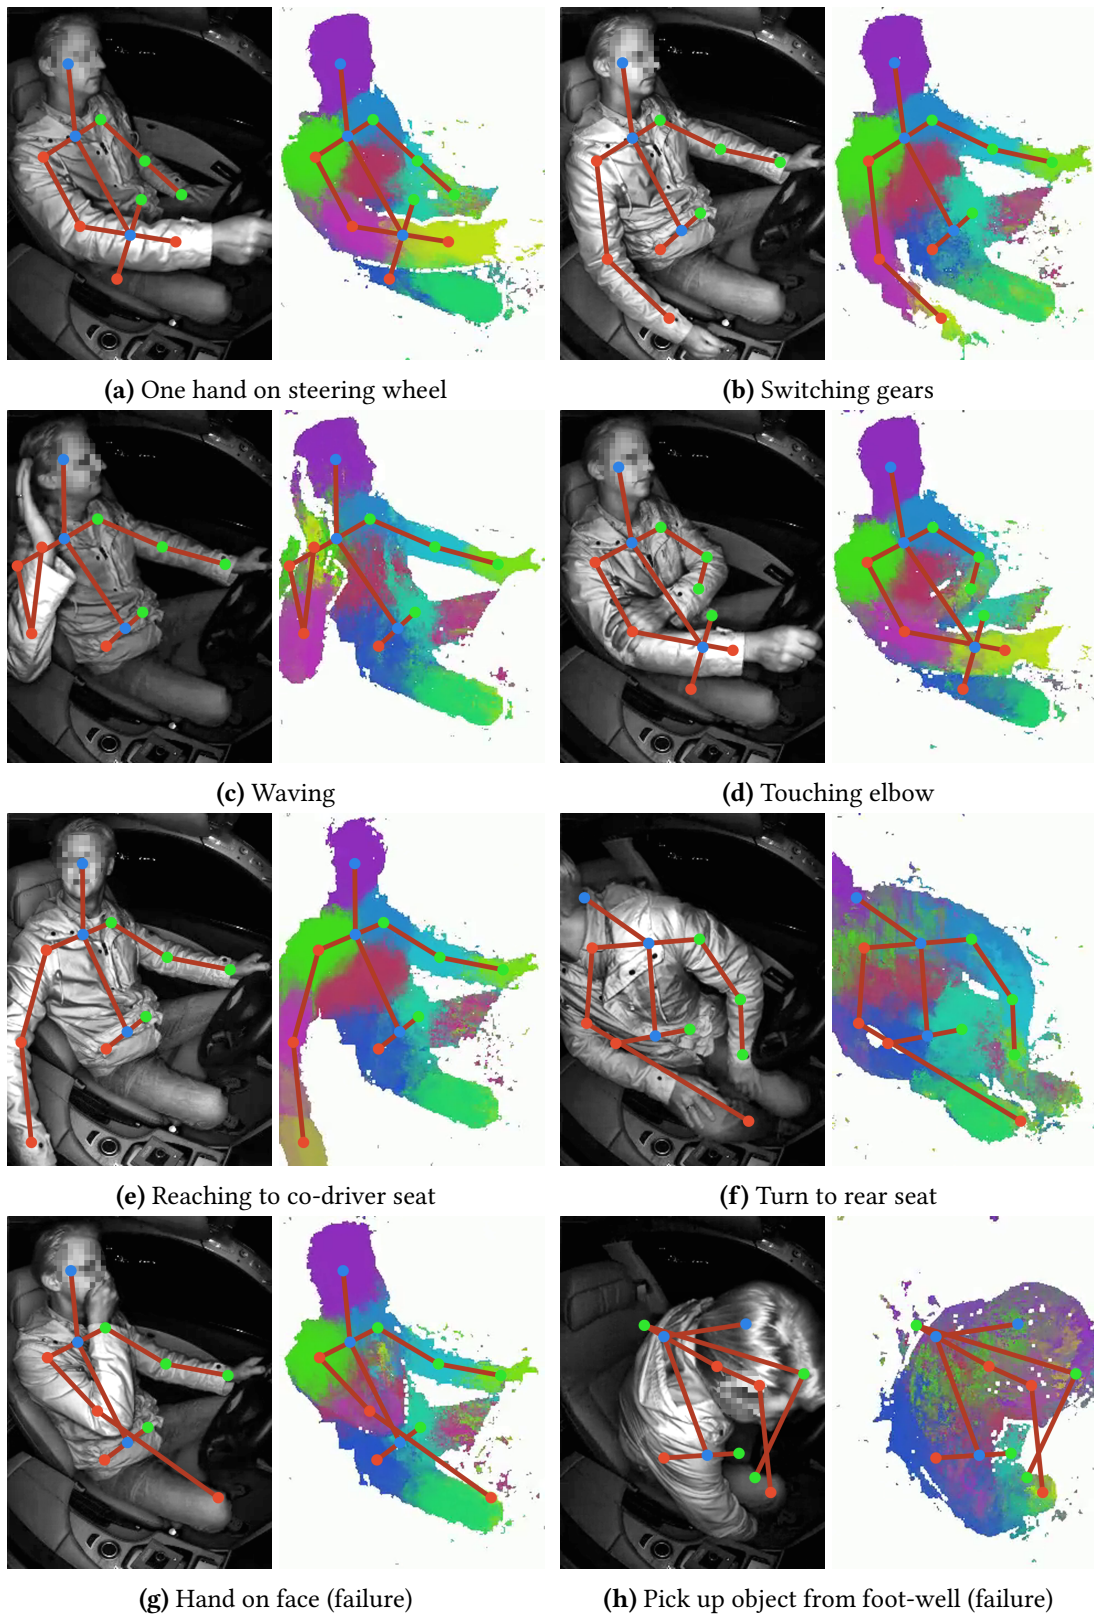 (a) One hand on steering wheel
(b) Switching gears
(c) Waving
(d) Touching elbow
(e) Reaching to co-driver seat
(f) Turn to rear seat
(g) Hand on face (failure)
(h) Pick up object from foot-well (failure)